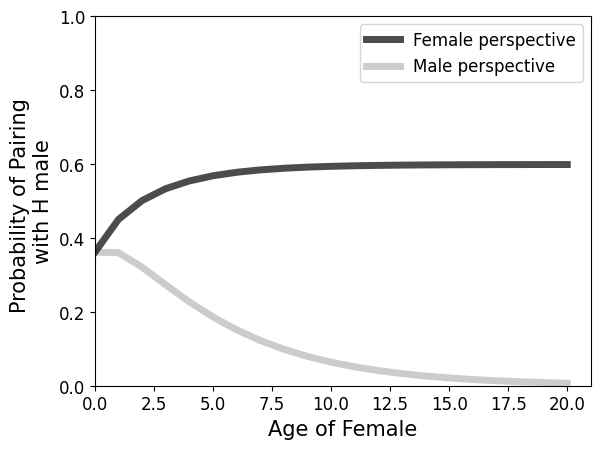 Female perspective
Male perspective
Probability of Pairing
with H male
1.0
0.8
0.6
0.4
0.2
0.0
0.0 2.5 5.0 7.5 10.0 12.5 15.0 17.5 20.0
Age of Female